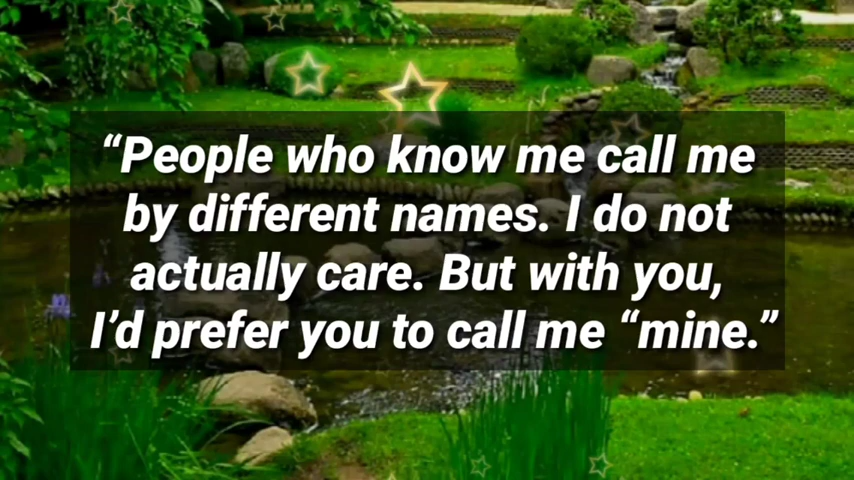 “People who know me call me
by different names. I do not
actually care. But with you,
I’d prefer you to call me “mine.”